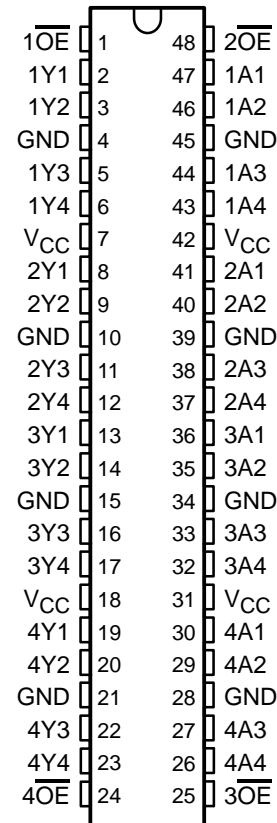 1O̅E̅ 1 48 2O̅E̅
1Y1 2 47 1A1
1Y2 3 46 1A2
GND 4 45 GND
1Y3 5 44 1A3
1Y4 6 43 1A4
VCC 7 42 VCC
2Y1 8 41 2A1
2Y2 9 40 2A2
GND 10 39 GND
2Y3 11 38 2A3
2Y4 12 37 2A4
3Y1 13 36 3A1
3Y2 14 35 3A2
GND 15 34 GND
3Y3 16 33 3A3
3Y4 17 32 3A4
VCC 18 31 VCC
4Y1 19 30 4A1
4Y2 20 29 4A2
GND 21 28 GND
4Y3 22 27 4A3
4Y4 23 26 4A4
4O̅E̅ 24 25 3O̅E̅